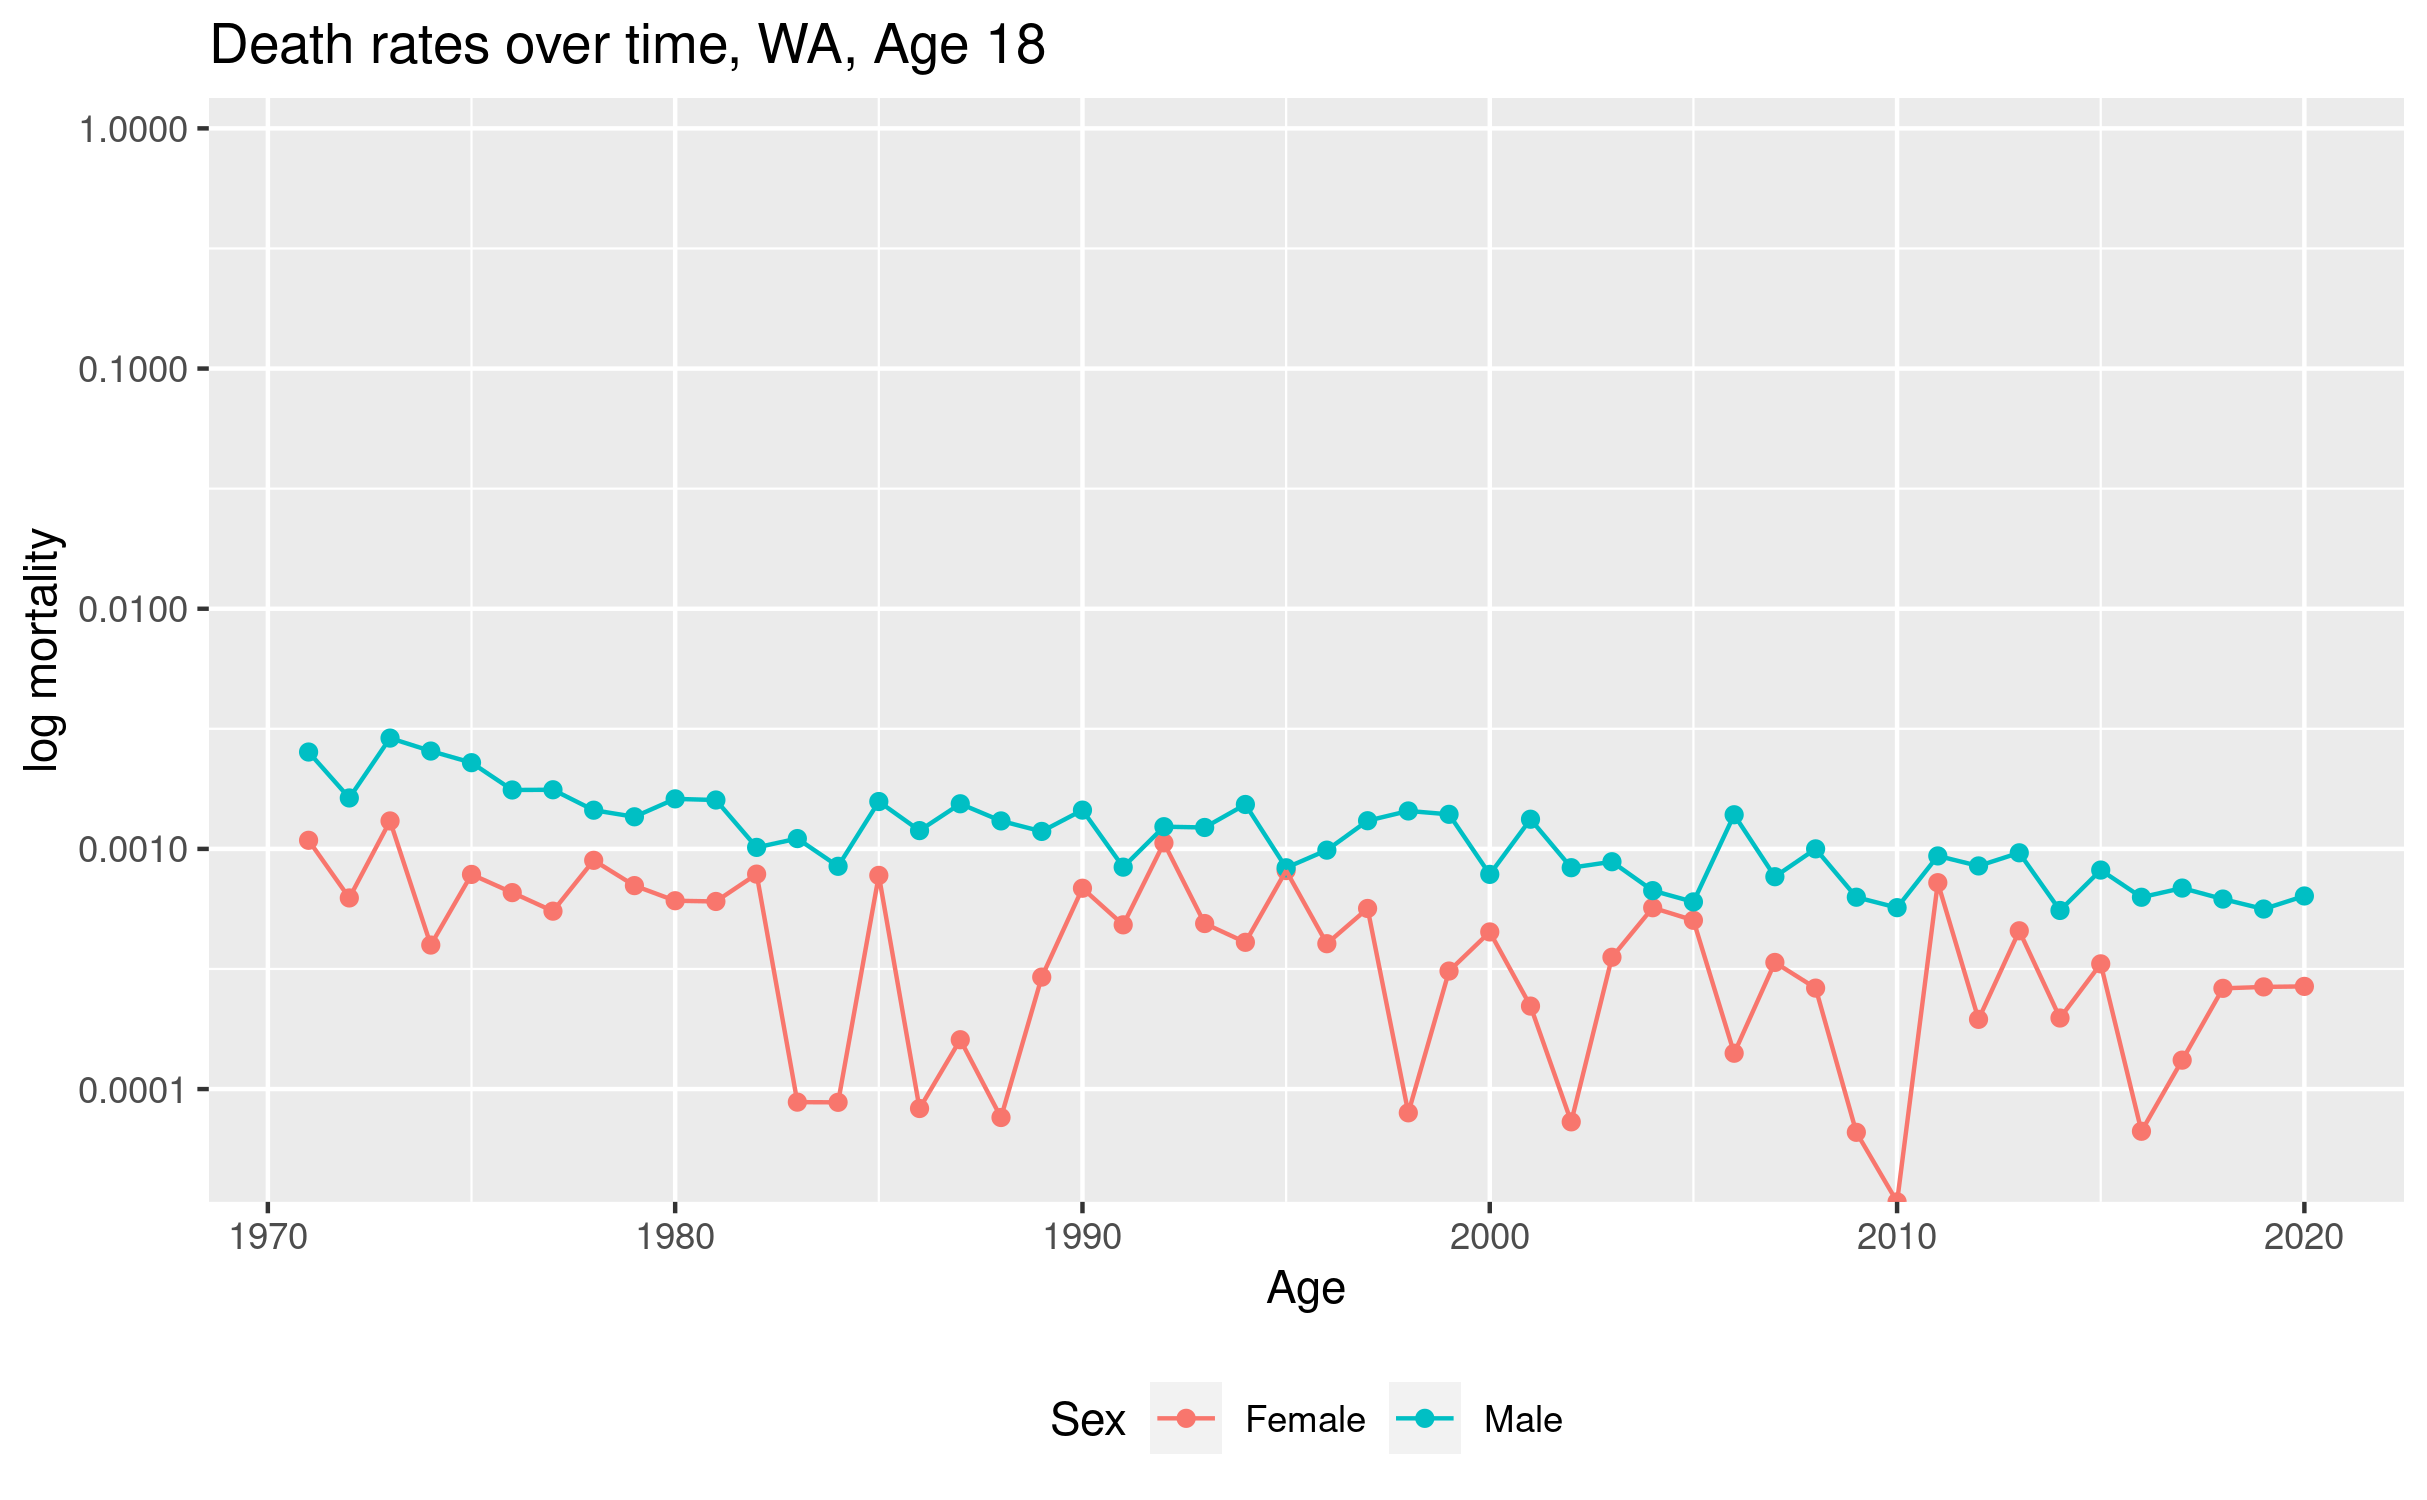 Death rates over time, WA, Age 18
log mortality
1.0000
0.1000
0.0100
0.0010
0.0001
1970 1980 1990 2000 2010 2020
Age
Sex Female Male